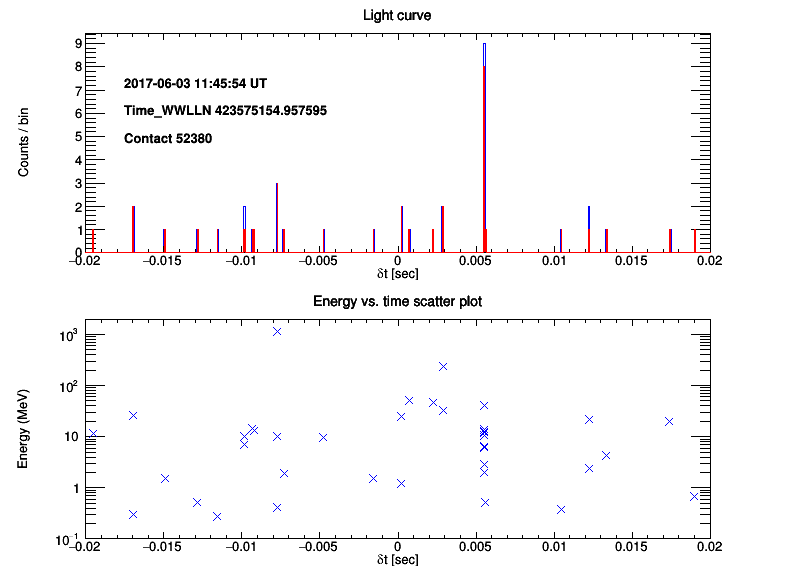 Light curve
Counts / bin
9
8
7
6
5
4
3
2
1
0
2017-06-03 11:45:54 UT
Time_WWLLN 423575154.957595
Contact 52380
−0.02 −0.015 −0.01 −0.005 0 0.005 0.01 0.015 0.02
δt [sec]
Energy vs. time scatter plot
Energy (MeV)
10³
10²
10
1
10⁻¹
−0.02 −0.015 −0.01 −0.005 0 0.005 0.01 0.015 0.02
δt [sec]